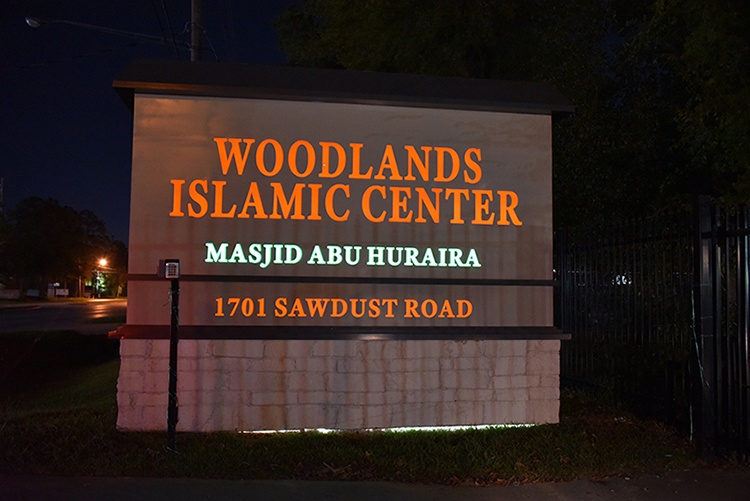 WOODLANDS
ISLAMIC CENTER
MASJID ABU HURAIRA
1701 SAWDUST ROAD